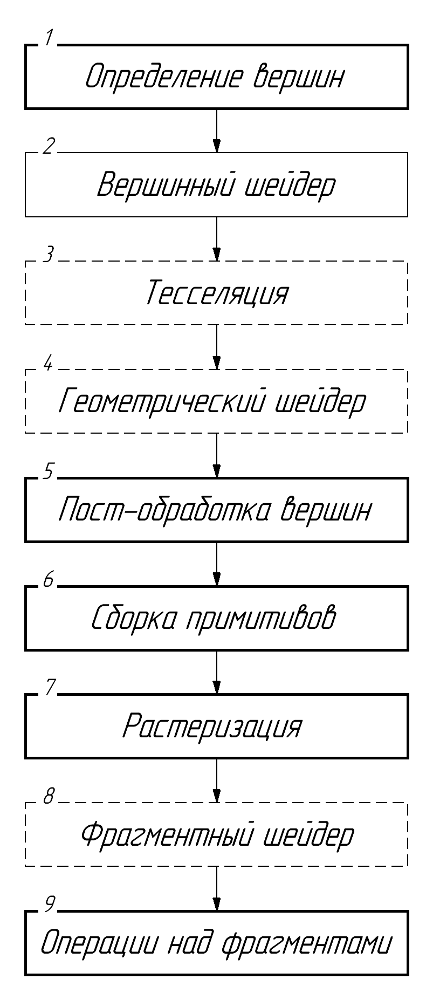 1
Определение вершин
2
Вершинный шейдер
3
Тесселяция
4
Геометрический шейдер
5
Пост-обработка вершин
6
Сборка примитивов
7
Растеризация
8
Фрагментный шейдер
9
Операции над фрагментами